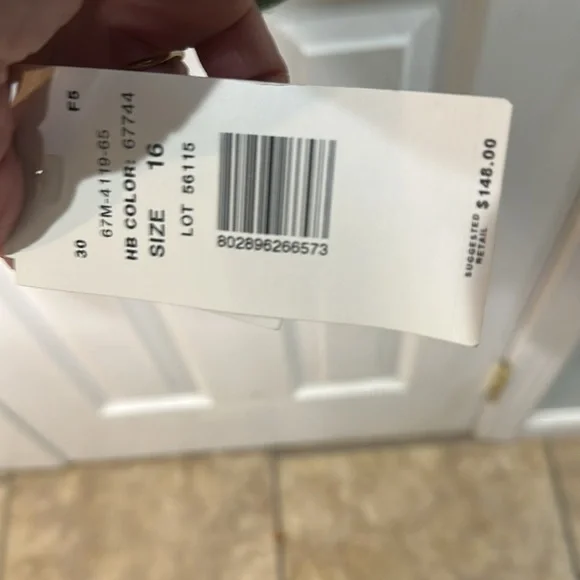 F5
30
67M-4119-65
HB COLOR: 67744
SIZE 16
LOT 56115
802896266573
SUGGESTED
RETAIL $148.00